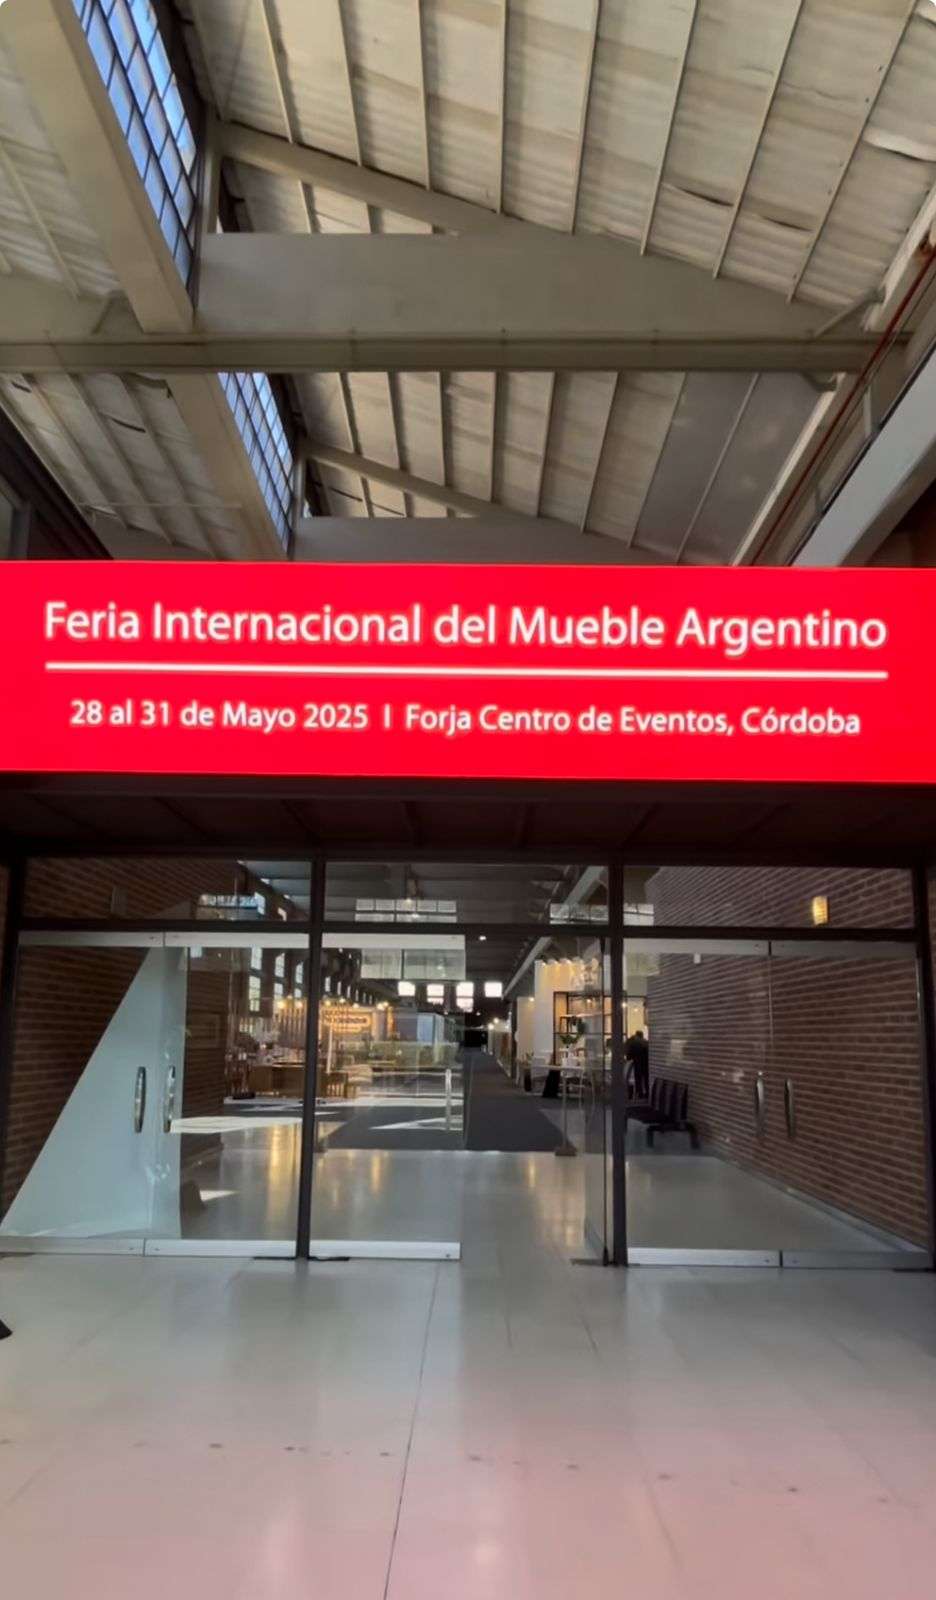 Feria Internacional del Mueble Argentino
28 al 31 de Mayo 2025 | Forja Centro de Eventos, Córdoba